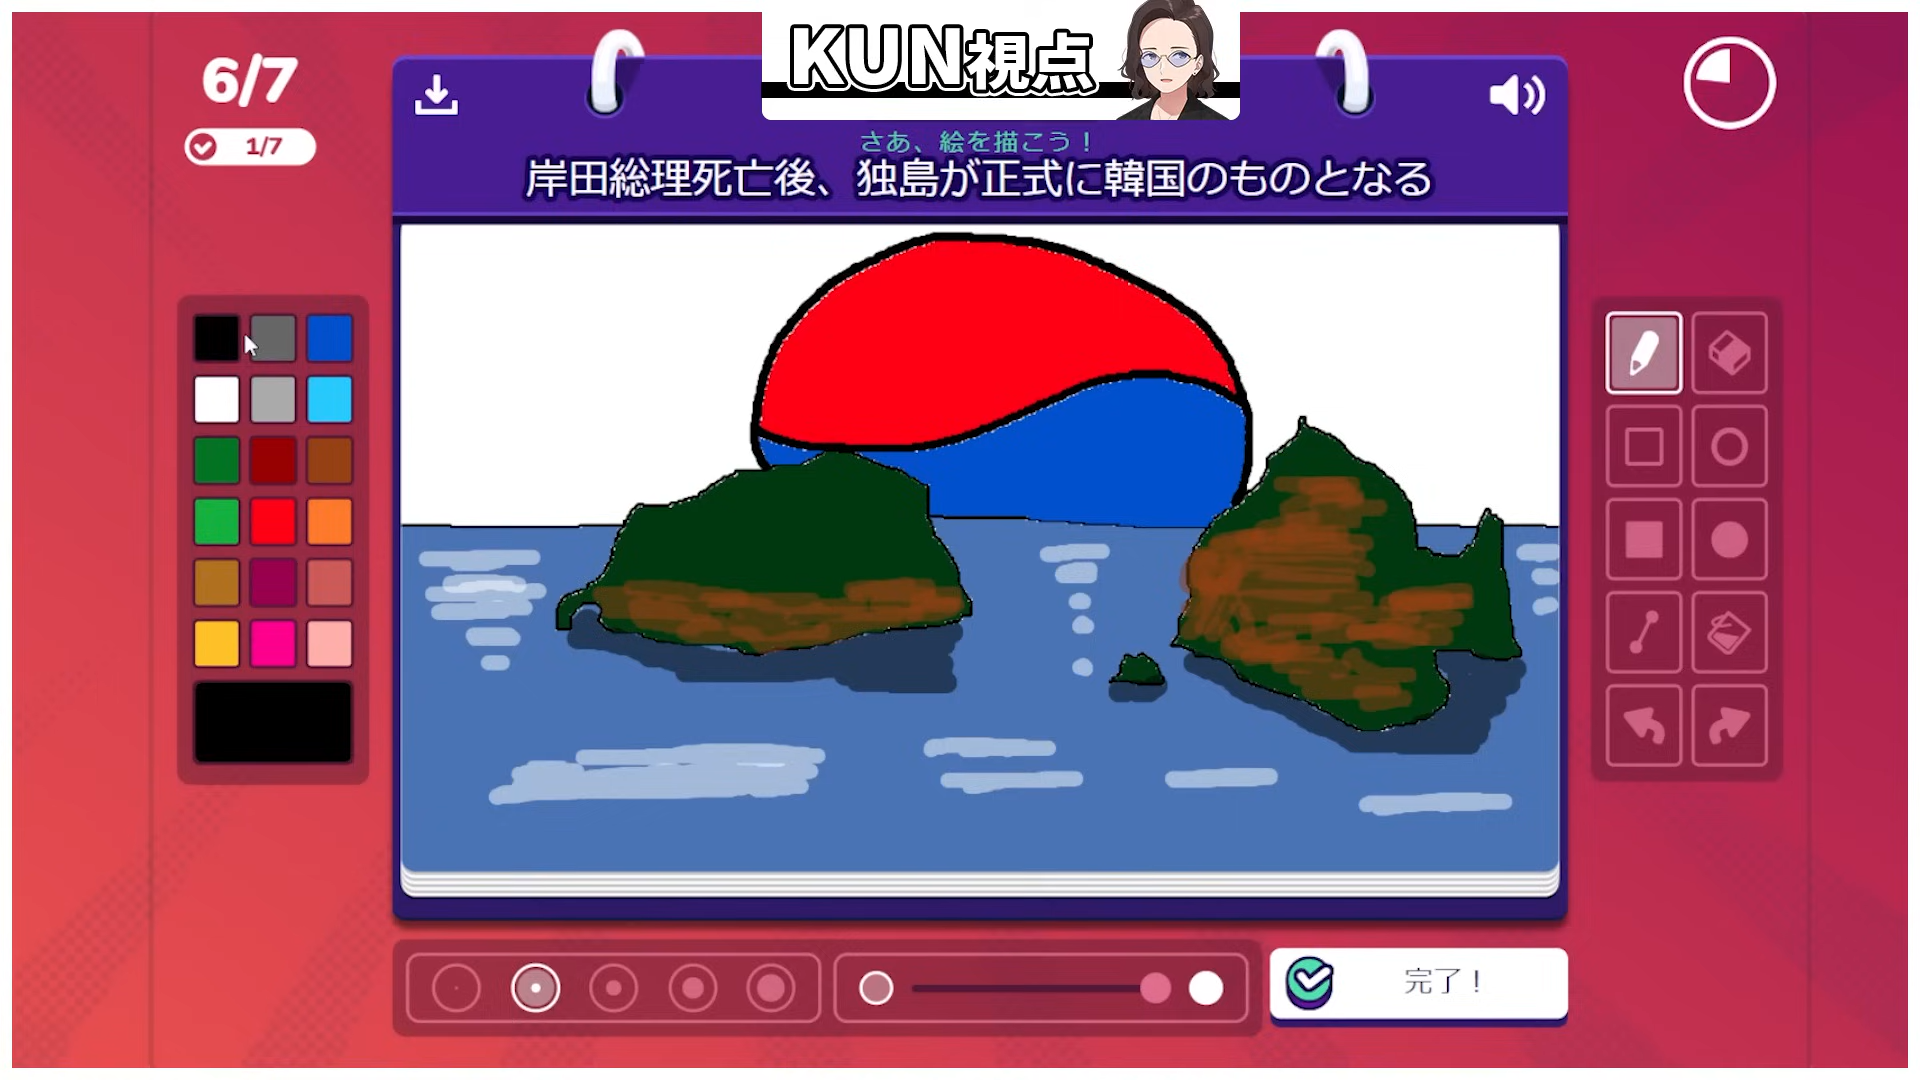 KUN視点
6/7
1/7
さあ、絵を描こう！
岸田総理死亡後、独島が正式に韓国のものとなる
完了！